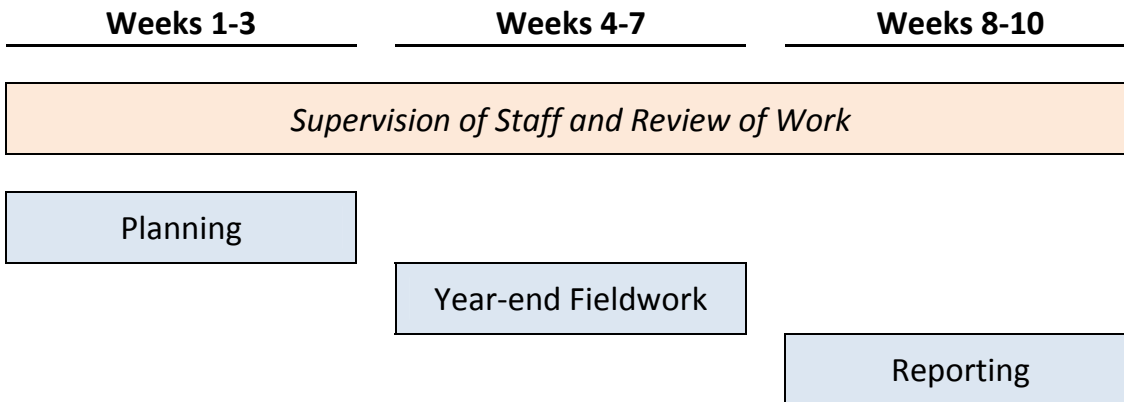 Weeks 1-3 Weeks 4-7 Weeks 8-10
Supervision of Staff and Review of Work
Planning
Year-end Fieldwork
Reporting